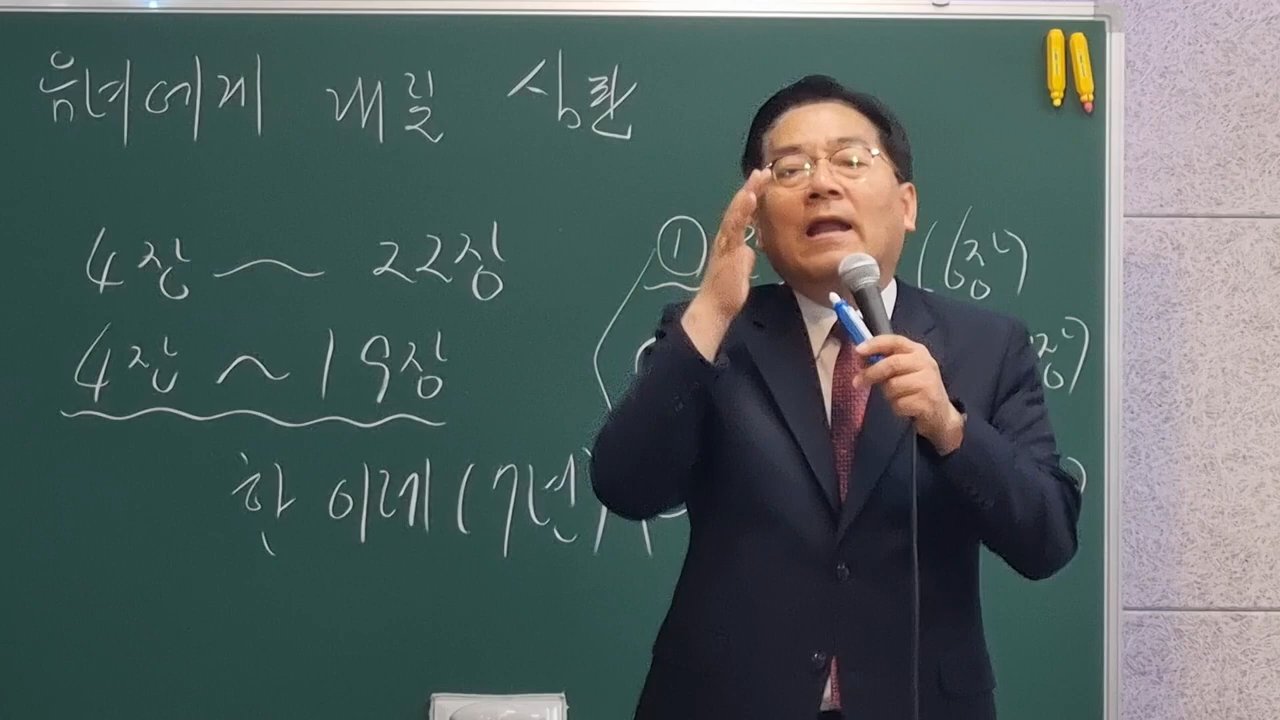 음녀에게 내릴 심판
4장~22장 ① (6장)
4장~19장 장)
한 이레(7년)